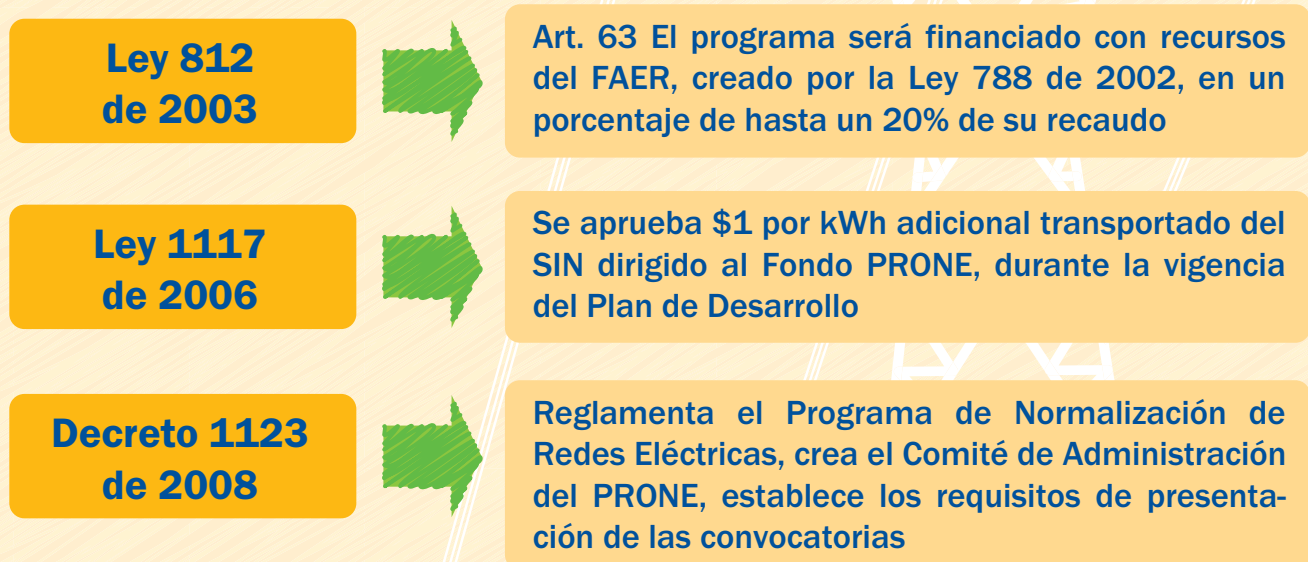 Ley 812
de 2003
Art. 63 El programa será financiado con recursos
del FAER, creado por la Ley 788 de 2002, en un
porcentaje de hasta un 20% de su recaudo
Ley 1117
de 2006
Se aprueba $1 por kWh adicional transportado del
SIN dirigido al Fondo PRONE, durante la vigencia
del Plan de Desarrollo
Decreto 1123
de 2008
Reglamenta el Programa de Normalización de
Redes Eléctricas, crea el Comité de Administración
del PRONE, establece los requisitos de presenta-
ción de las convocatorias